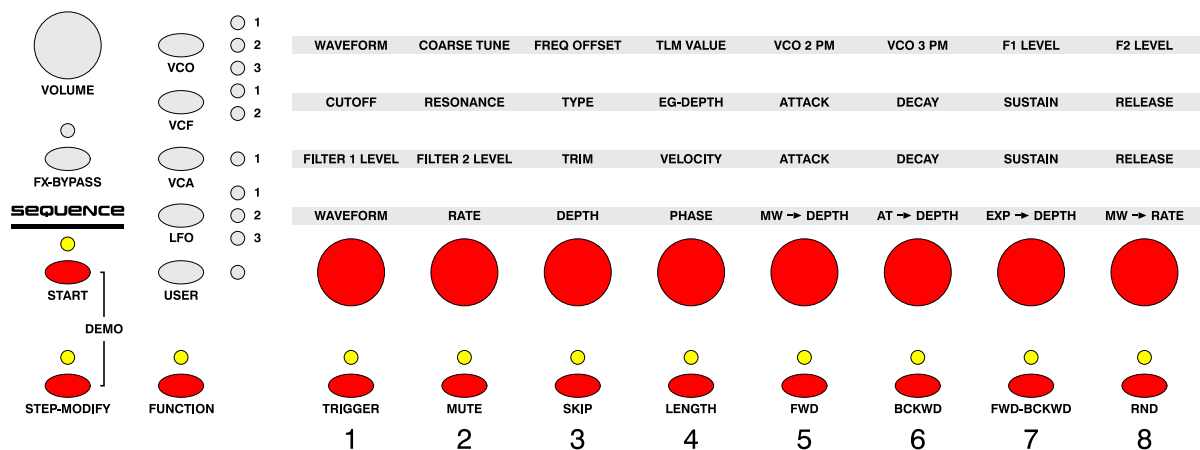 1
2
3
VOLUME
VCO
WAVEFORM COARSE TUNE FREQ OFFSET TLM VALUE VCO 2 PM VCO 3 PM F1 LEVEL F2 LEVEL
1
2
VCF
CUTOFF RESONANCE TYPE EG-DEPTH ATTACK DECAY SUSTAIN RELEASE
FX-BYPASS
VCA
1
FILTER 1 LEVEL FILTER 2 LEVEL TRIM VELOCITY ATTACK DECAY SUSTAIN RELEASE
SEQUENCE
1
2
3
LFO
WAVEFORM RATE DEPTH PHASE MW → DEPTH AT → DEPTH EXP → DEPTH MW → RATE
START
USER
DEMO
STEP-MODIFY FUNCTION TRIGGER MUTE SKIP LENGTH FWD BCKWD FWD-BCKWD RND
1 2 3 4 5 6 7 8